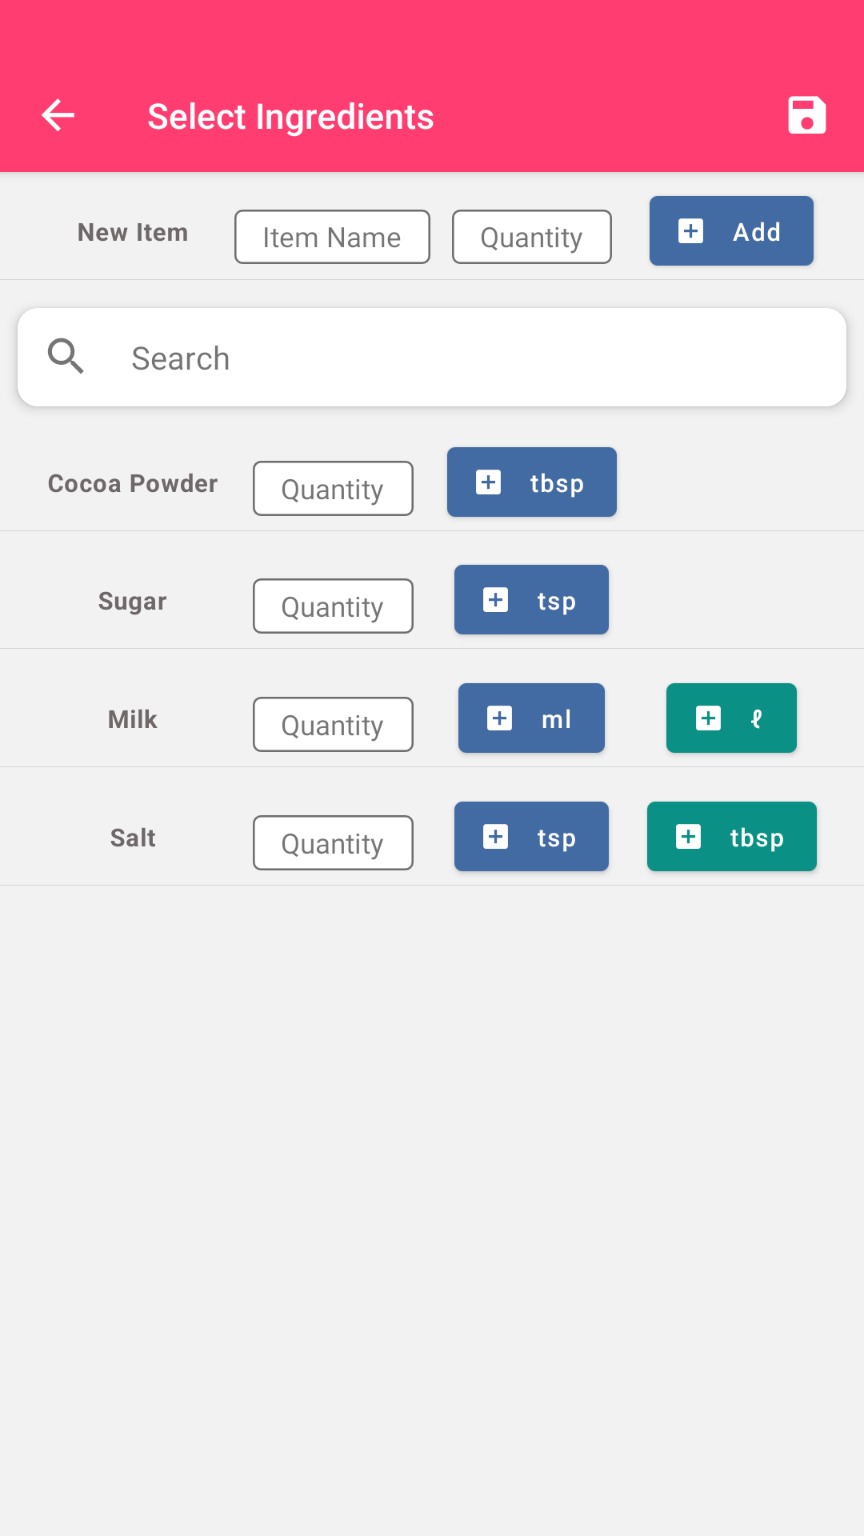 Select Ingredients
New Item Item Name Quantity Add
Search
Cocoa Powder Quantity tbsp
Sugar Quantity tsp
Milk Quantity ml ℓ
Salt Quantity tsp tbsp